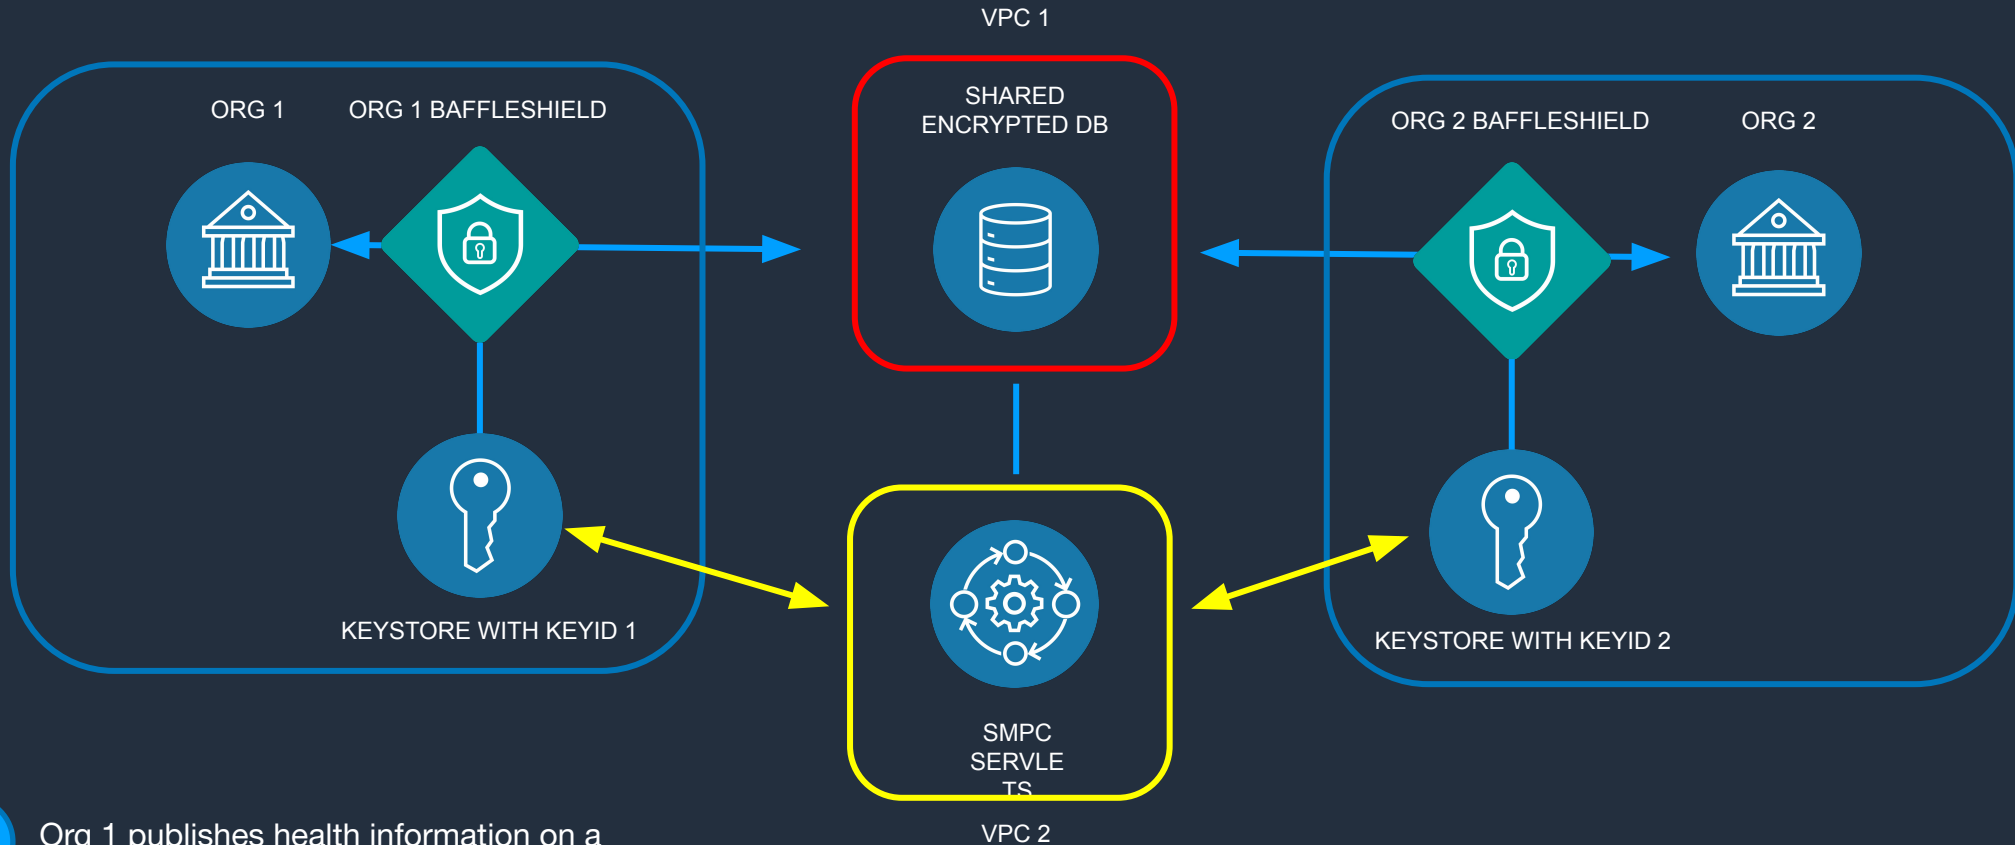 VPC 1
ORG 1
ORG 1 BAFFLESHIELD
SHARED
ENCRYPTED DB
ORG 2 BAFFLESHIELD
ORG 2
KEYSTORE WITH KEYID 1
KEYSTORE WITH KEYID 2
SMPC
SERVLE
TS
VPC 2
Org 1 publishes health information on a